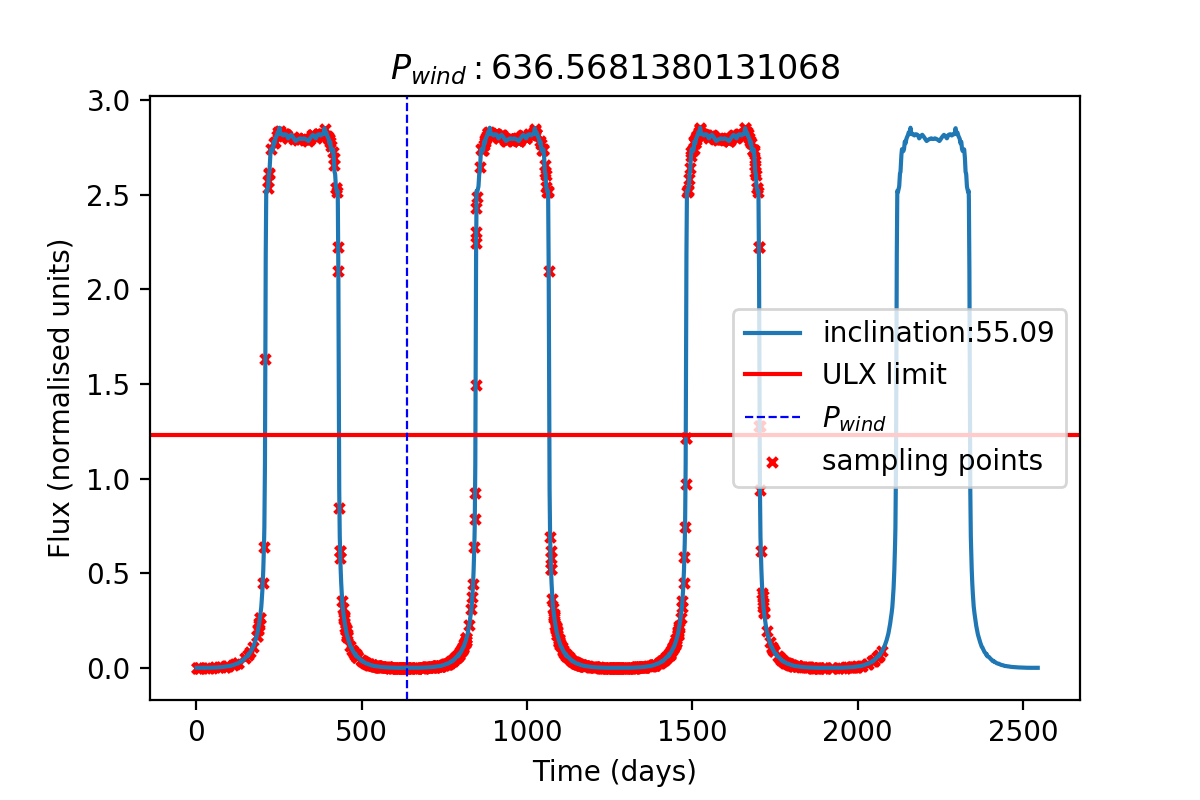 P_wind : 636.5681380131068
3.0
2.5
2.0
1.5
1.0
0.5
0.0
Flux (normalised units)
inclination:55.09
ULX limit
P_wind
sampling points
0 500 1000 1500 2000 2500
Time (days)